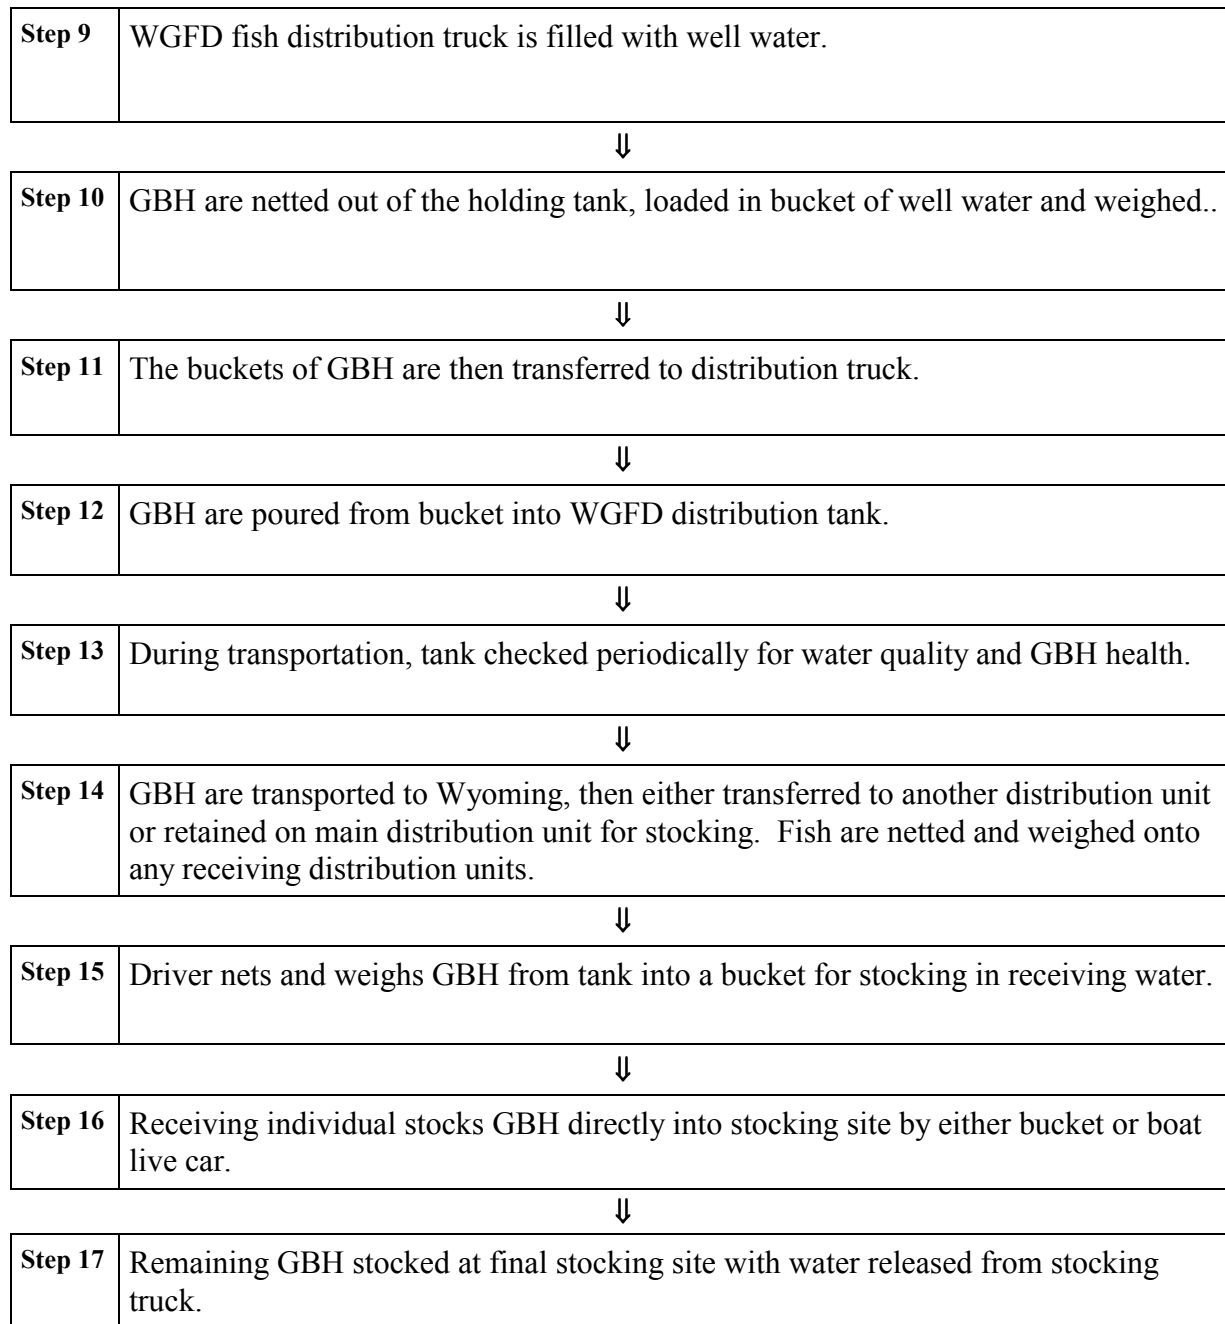 Step 9 WGFD fish distribution truck is filled with well water.
⇓
Step 10 GBH are netted out of the holding tank, loaded in bucket of well water and weighed..
⇓
Step 11 The buckets of GBH are then transferred to distribution truck.
⇓
Step 12 GBH are poured from bucket into WGFD distribution tank.
⇓
Step 13 During transportation, tank checked periodically for water quality and GBH health.
⇓
Step 14 GBH are transported to Wyoming, then either transferred to another distribution unit
or retained on main distribution unit for stocking.  Fish are netted and weighed onto
any receiving distribution units.
⇓
Step 15 Driver nets and weighs GBH from tank into a bucket for stocking in receiving water.
⇓
Step 16 Receiving individual stocks GBH directly into stocking site by either bucket or boat
live car.
⇓
Step 17 Remaining GBH stocked at final stocking site with water released from stocking
truck.